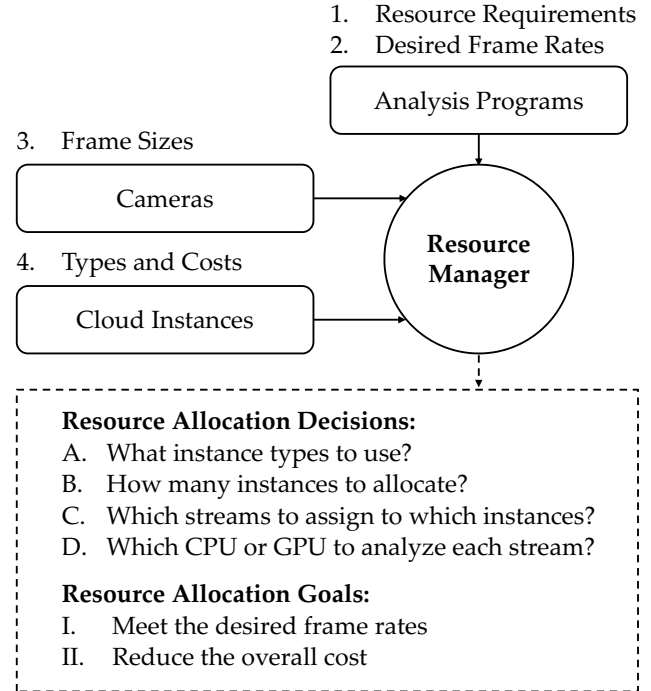 1. Resource Requirements
2. Desired Frame Rates
Analysis Programs
3. Frame Sizes
Cameras
4. Types and Costs
Cloud Instances
Resource
Manager
Resource Allocation Decisions:
A. What instance types to use?
B. How many instances to allocate?
C. Which streams to assign to which instances?
D. Which CPU or GPU to analyze each stream?
Resource Allocation Goals:
I. Meet the desired frame rates
II. Reduce the overall cost